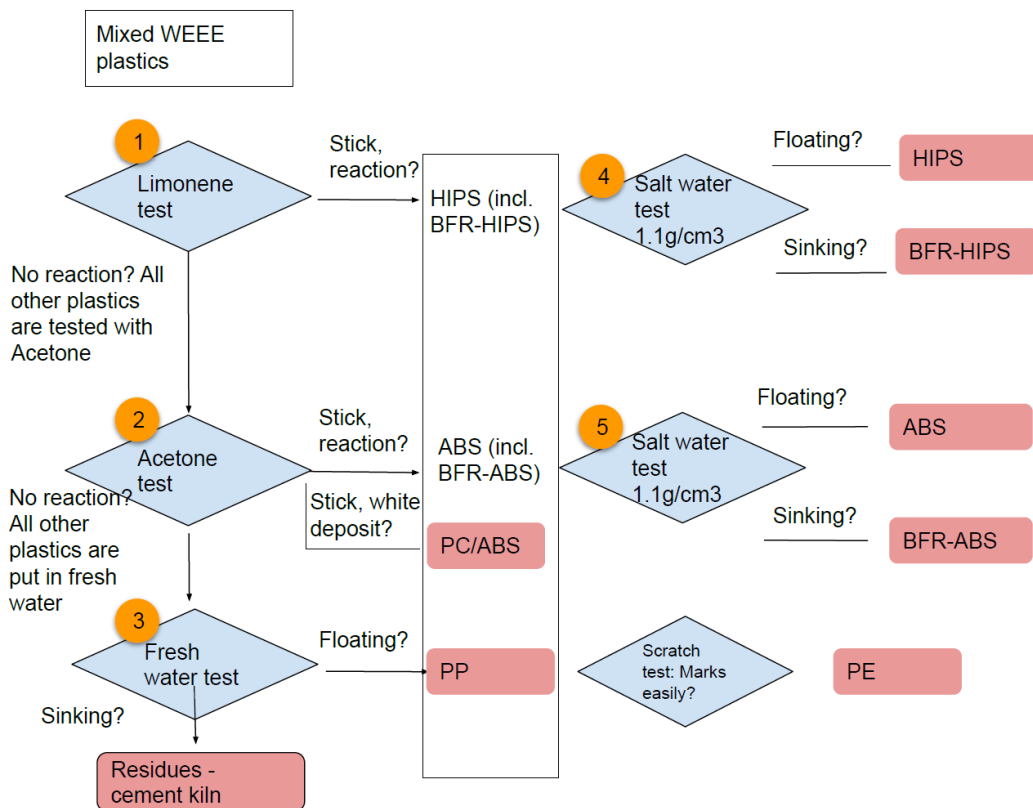 Mixed WEEE
plastics
1
Limonene
test
Stick,
reaction?
HIPS (incl.
BFR-HIPS)
4
Salt water
test
1.1g/cm3
Floating?
HIPS
Sinking?
BFR-HIPS
No reaction? All
other plastics
are tested with
Acetone
2
Acetone
test
Stick,
reaction?
ABS (incl.
BFR-ABS)
5
Salt water
test
1.1g/cm3
Floating?
ABS
Sinking?
BFR-ABS
Stick, white
deposit?
PC/ABS
No reaction?
All other
plastics are
put in fresh
water
3
Fresh
water test
Floating?
PP
Scratch
test: Marks
easily?
PE
Sinking?
Residues -
cement kiln